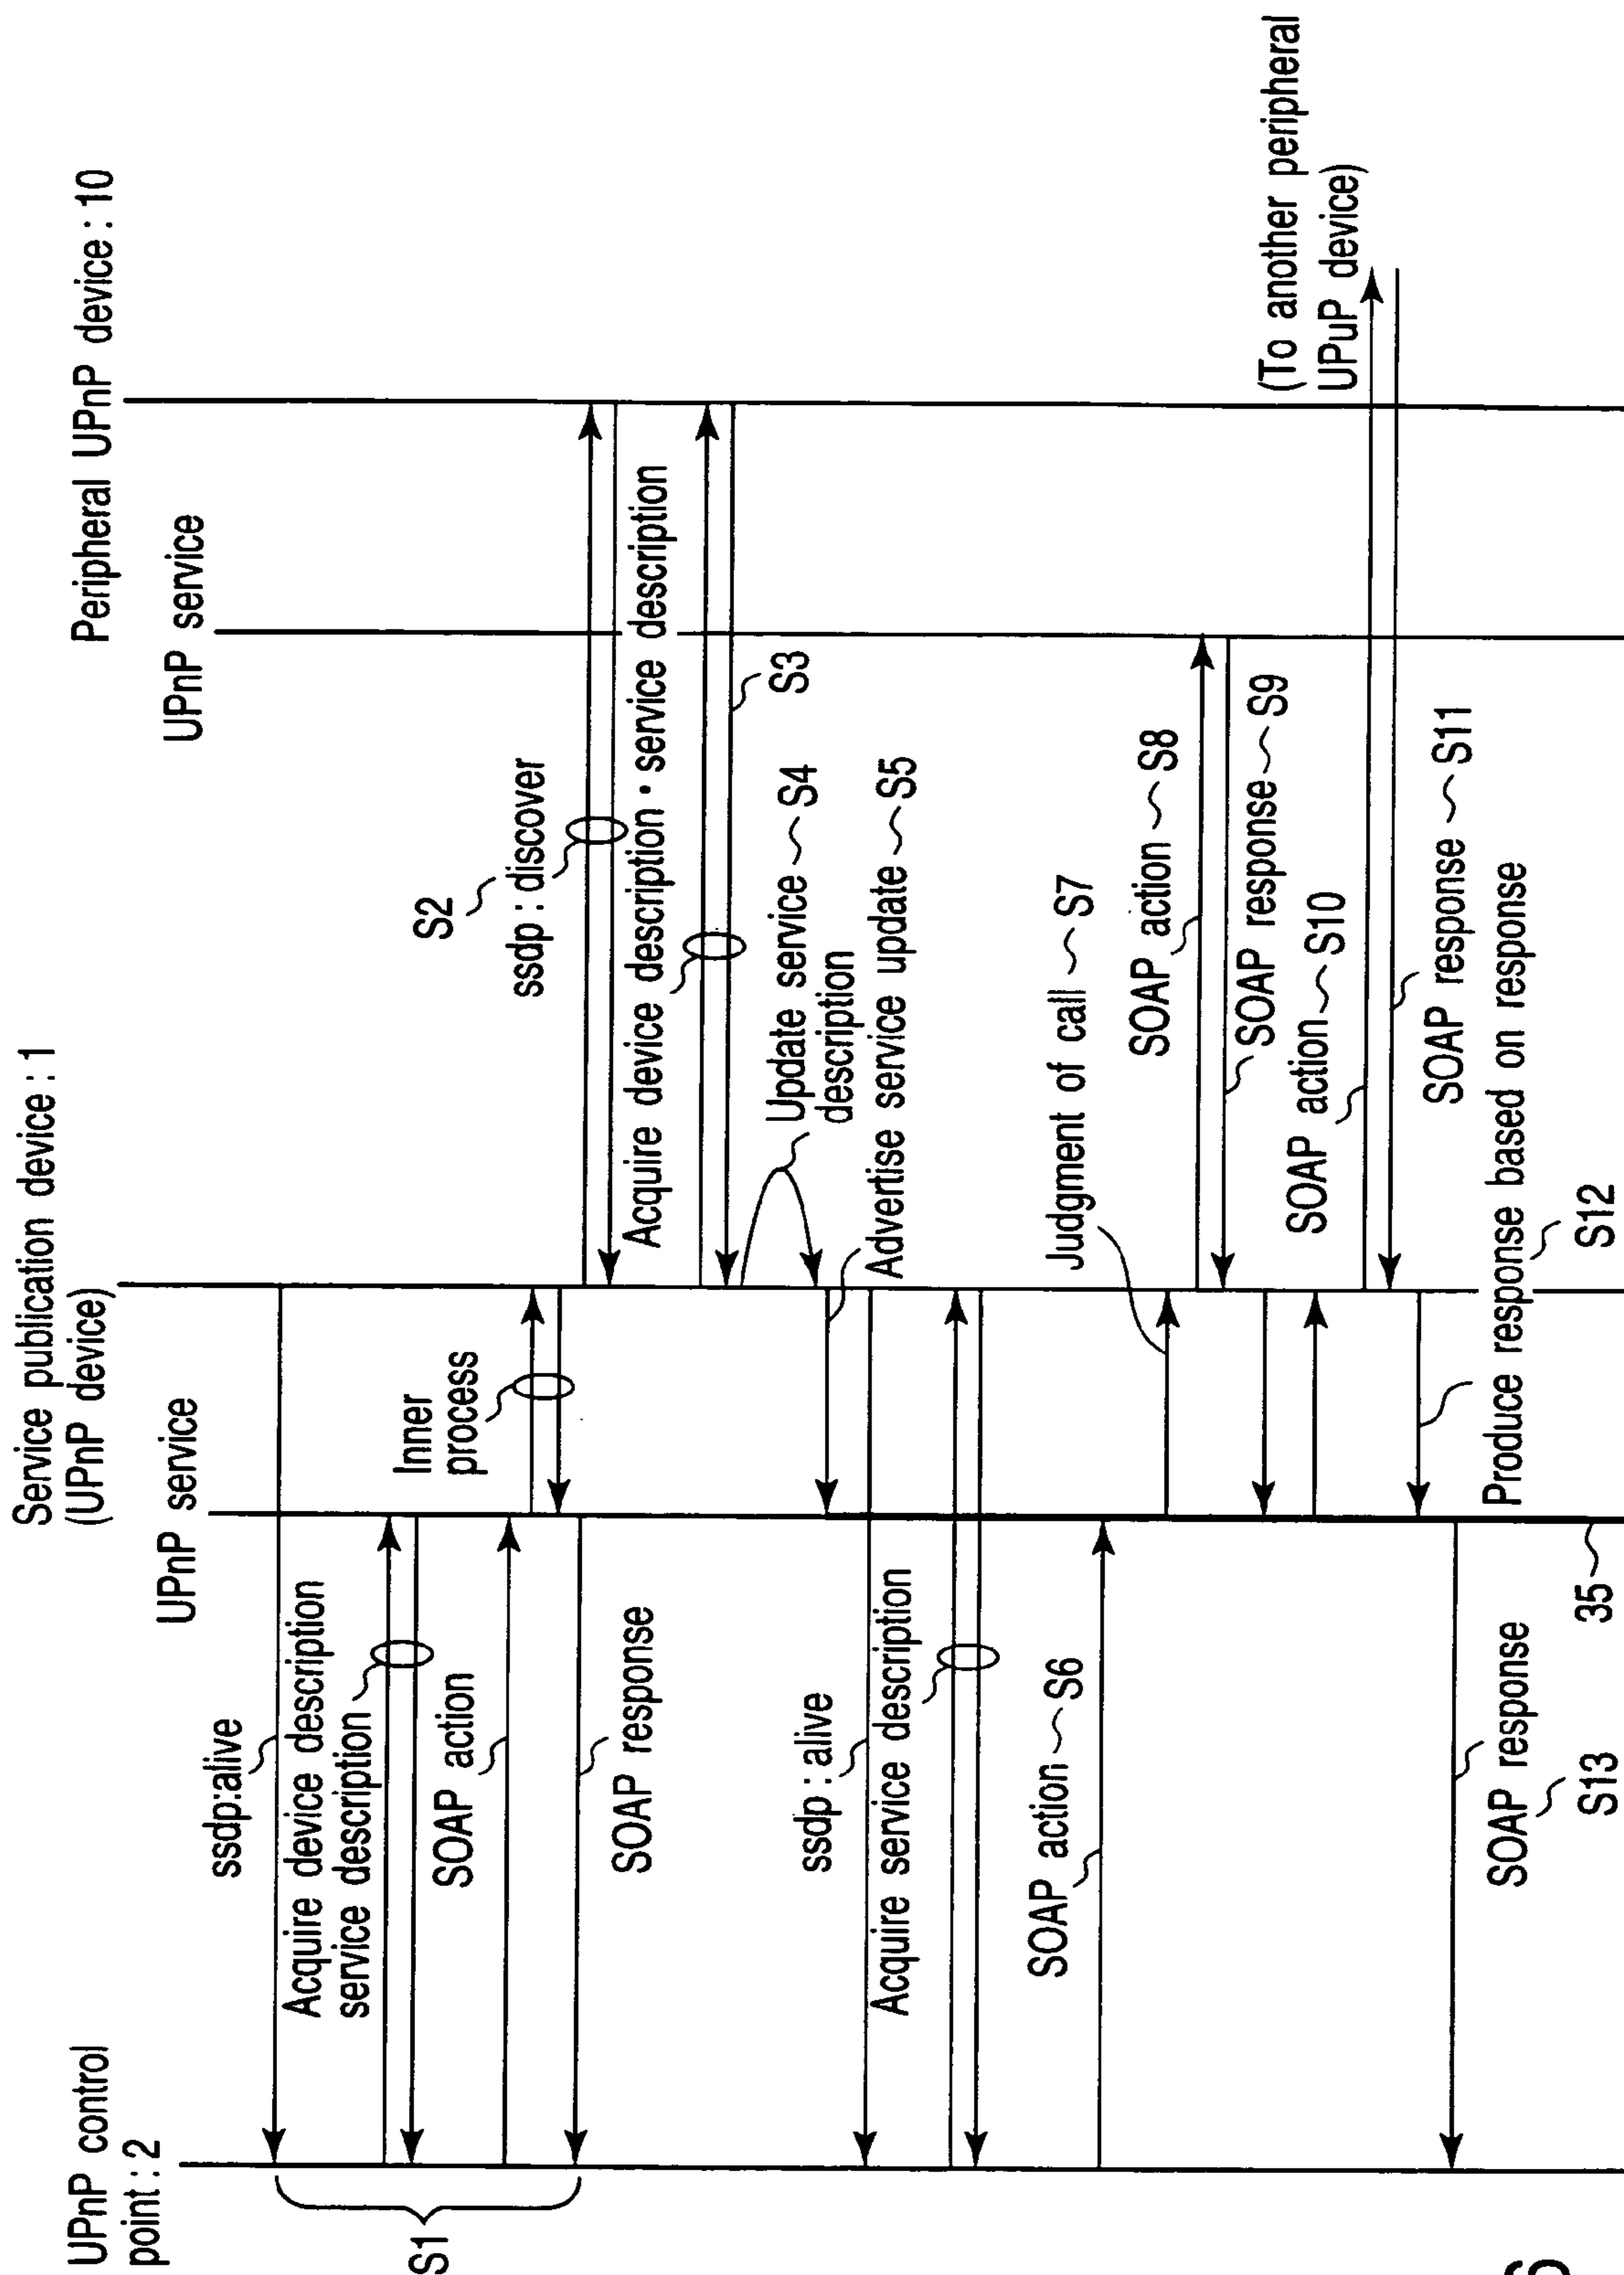 UPnP control
point : 2
Service publication device : 1
(UPnP device)
UPnP service
Peripheral UPnP device : 10
UPnP service
S1
ssdp:alive
Acquire device description
service description
SOAP action
Inner
process
SOAP response
S2
ssdp : discover
Acquire device description · service description
S3
Update service
description
S4
Advertise service update
S5
ssdp : alive
Acquire service description
SOAP action
S6
Judgment of call
S7
SOAP action
S8
SOAP response
S9
SOAP action
S10
(To another peripheral
UPuP device)
SOAP response
S11
Produce response based on response
S12
SOAP response
S13
35